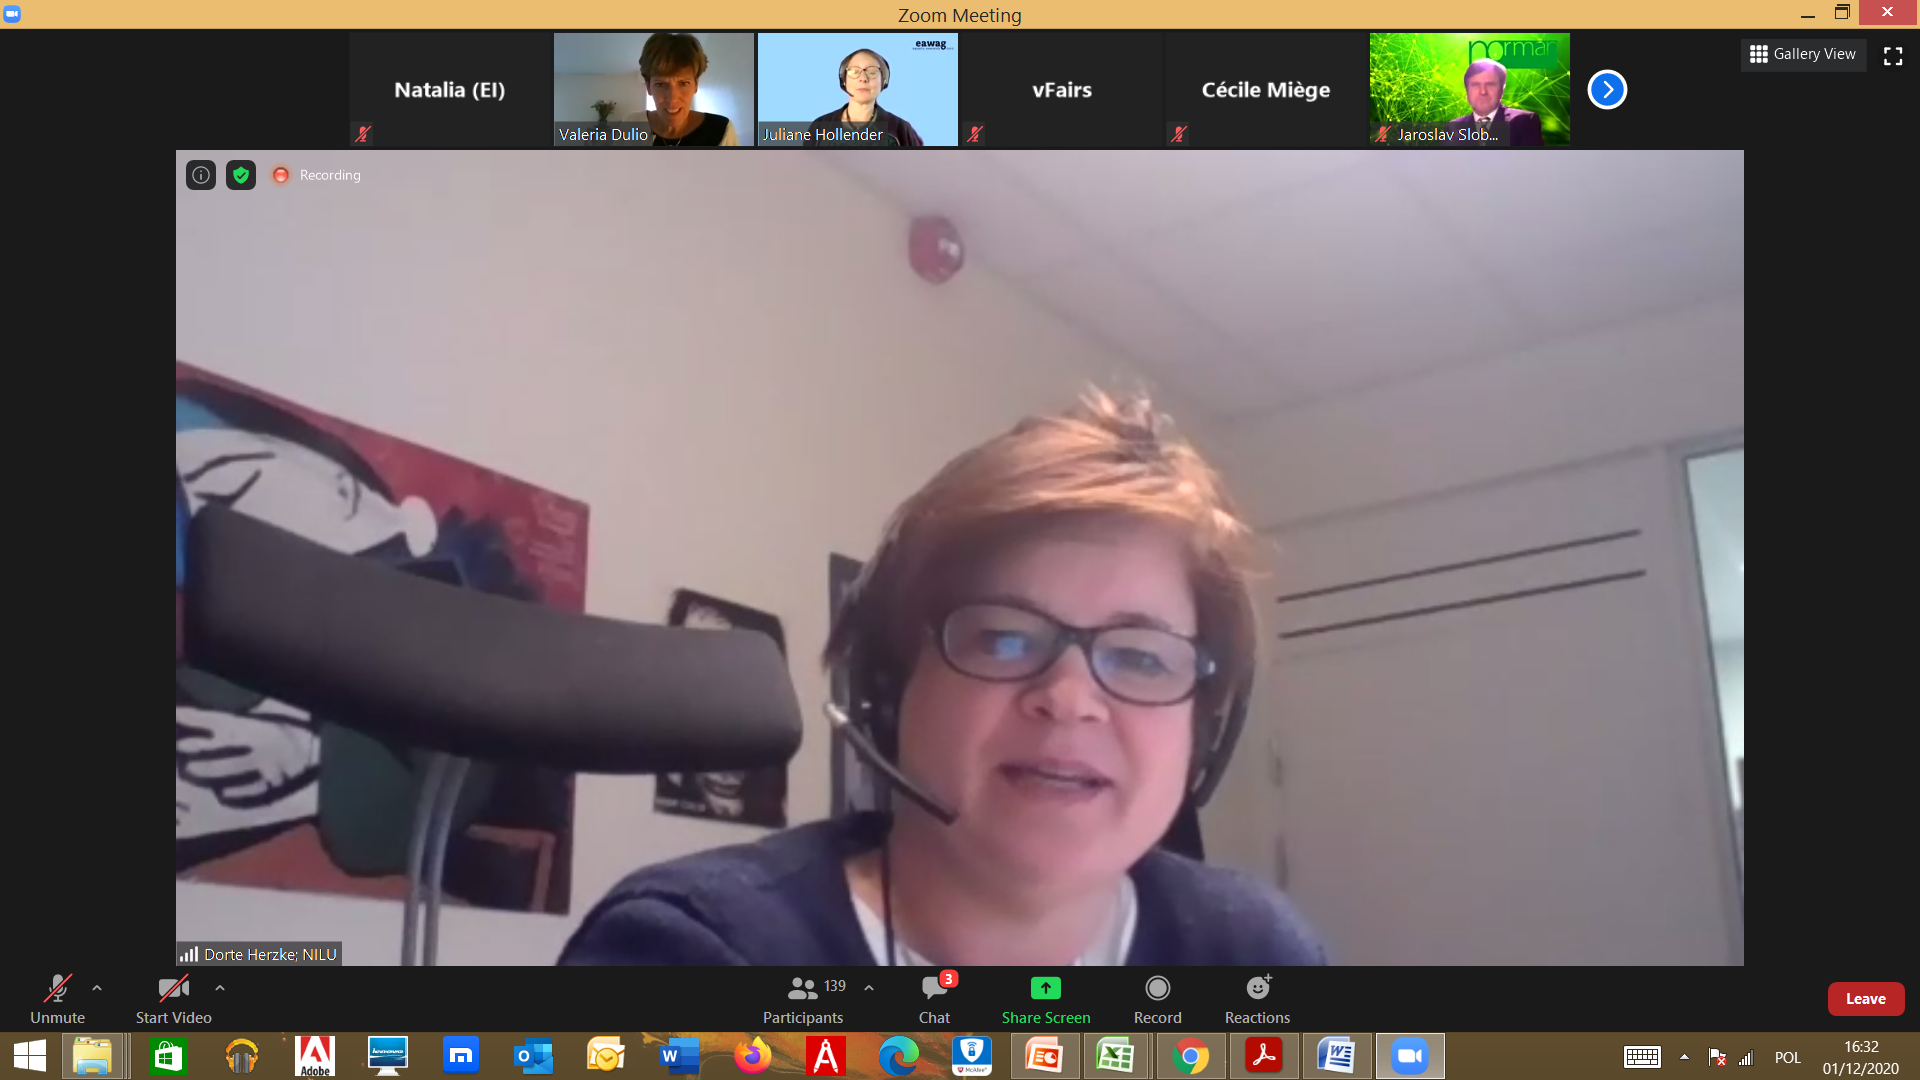 Zoom Meeting
Natalia (EI)
Valeria Dulio
eawag
Juliane Hollender
vFairs
Cécile Miège
norman
Jaroslav Slob...
Gallery View
Recording
Dorte Herzke; NILU
Unmute
Start Video
139
Participants
3
Chat
Share Screen
Record
Reactions
Leave
Adobe
lenovo
McAfee
POL
16:32
01/12/2020